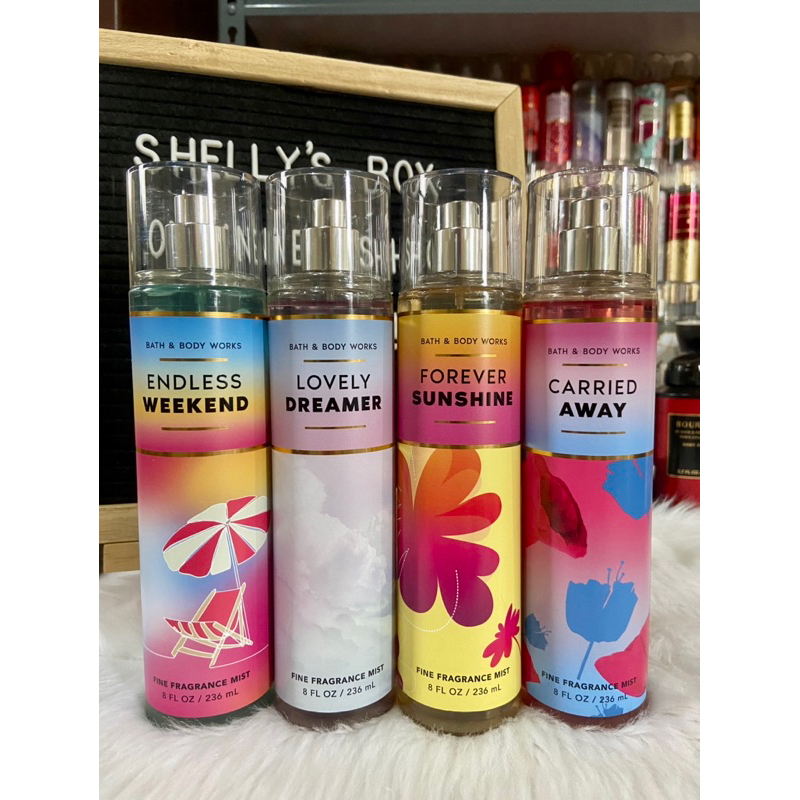 SHELLY'S BOX
BATH & BODY WORKS
ENDLESS
WEEKEND
FINE FRAGRANCE MIST
8 FL OZ / 236 mL
BATH & BODY WORKS
LOVELY
DREAMER
FINE FRAGRANCE MIST
8 FL OZ / 236 mL
BATH & BODY WORKS
FOREVER
SUNSHINE
FINE FRAGRANCE MIST
8 FL OZ / 236 mL
BATH & BODY WORKS
CARRIED
AWAY
FINE FRAGRANCE MIST
8 FL OZ / 236 mL